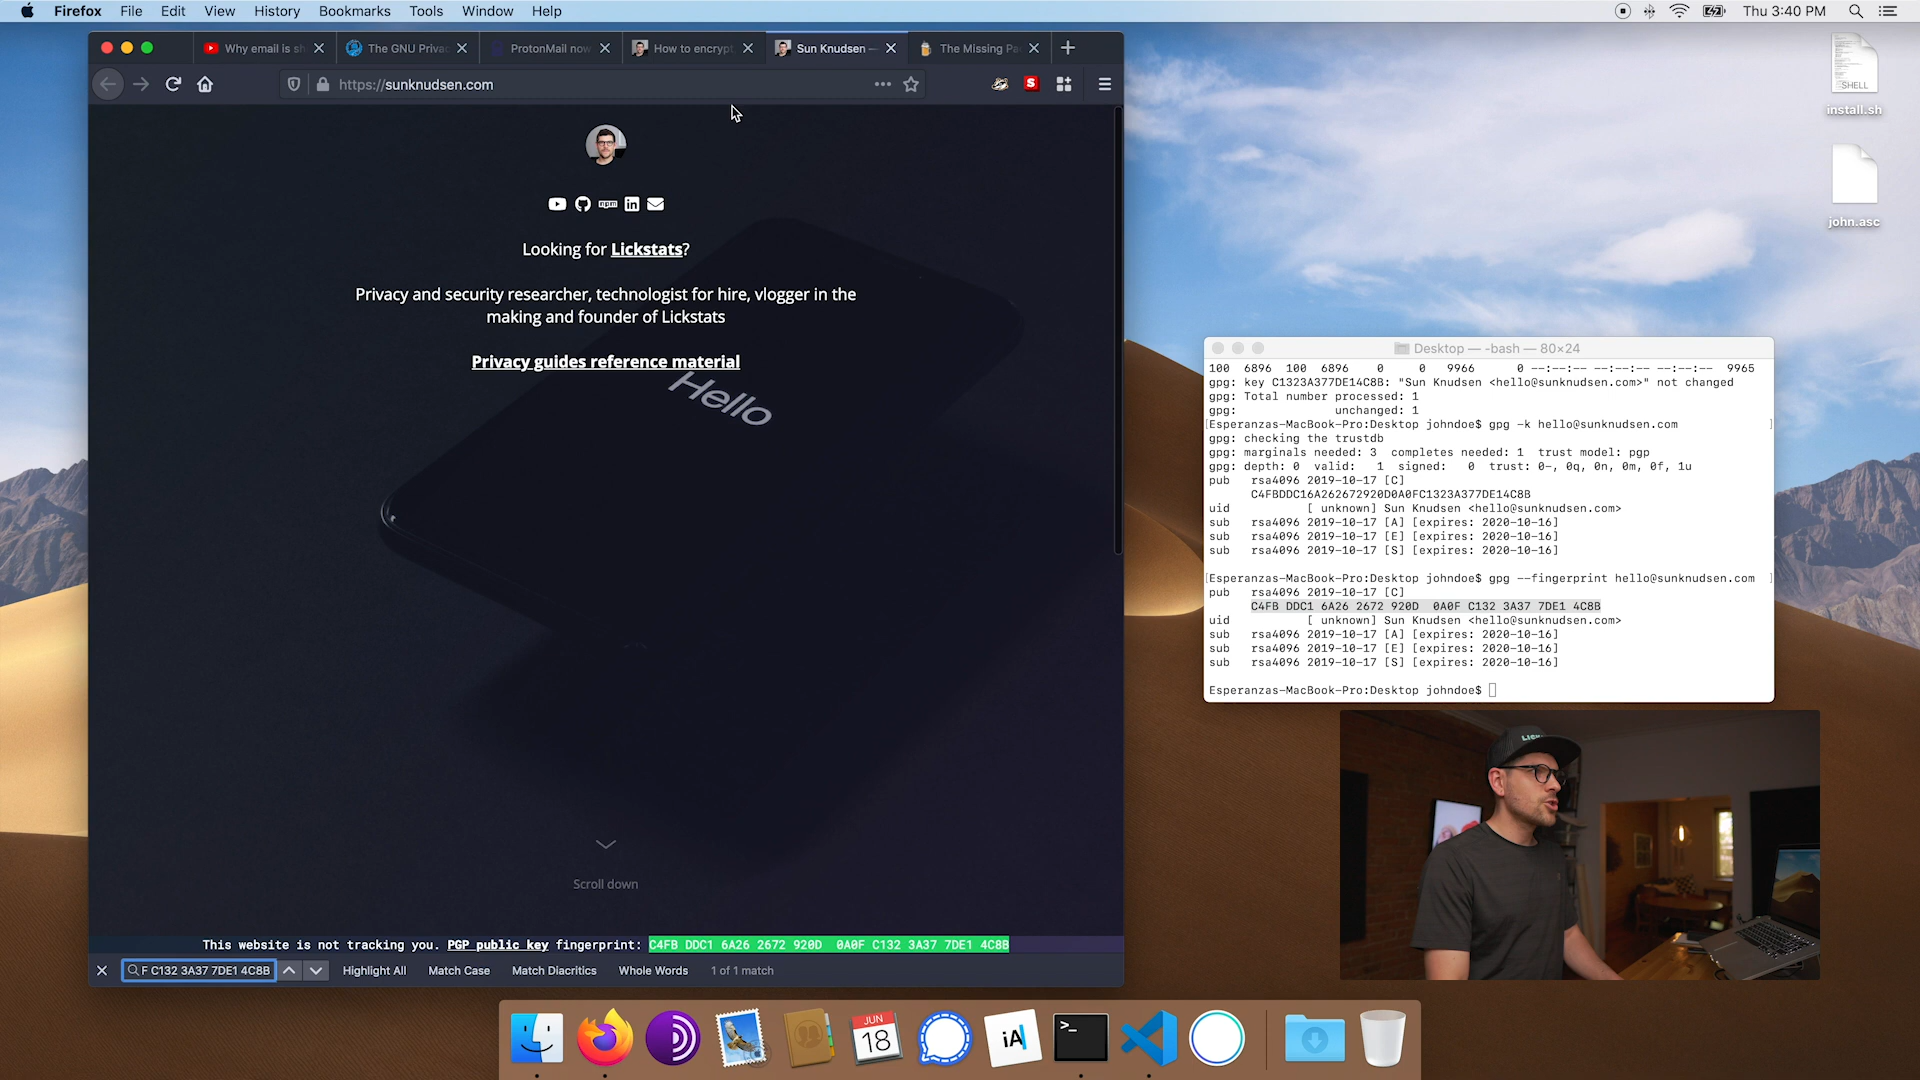 Firefox File Edit View History Bookmarks Tools Window Help
Thu 3:40 PM
Why email is sh
The GNU Priva
ProtonMail now
How to encrypt
Sun Knudsen —
The Missing Pa
https://sunknudsen.com
S
npm
Looking for Lickstats?
Privacy and security researcher, technologist for hire, vlogger in the
making and founder of Lickstats
Privacy guides reference material
Hello
Scroll down
This website is not tracking you. PGP public key fingerprint: C4FB DDC1 6A26 2672 920D  0A0F C132 3A37 7DE1 4C8B
F C132 3A37 7DE1 4C8B
Highlight All Match Case Match Diacritics Whole Words 1 of 1 match
SHELL
install.sh
john.asc
Desktop — -bash — 80×24
100  6896  100  6896    0     0   9966      0 --:--:-- --:--:-- --:--:--  9965
gpg: key C1323A377DE14C8B: "Sun Knudsen <hello@sunknudsen.com>" not changed
gpg: Total number processed: 1
gpg:              unchanged: 1
[Esperanzas-MacBook-Pro:Desktop johndoe$ gpg -k hello@sunknudsen.com ]
gpg: checking the trustdb
gpg: marginals needed: 3  completes needed: 1  trust model: pgp
gpg: depth: 0  valid:   1  signed:   0  trust: 0-, 0q, 0n, 0m, 0f, 1u
pub   rsa4096 2019-10-17 [C]
C4FBDDC16A262672920D0A0FC1323A377DE14C8B
uid           [ unknown] Sun Knudsen <hello@sunknudsen.com>
sub   rsa4096 2019-10-17 [A] [expires: 2020-10-16]
sub   rsa4096 2019-10-17 [E] [expires: 2020-10-16]
sub   rsa4096 2019-10-17 [S] [expires: 2020-10-16]
[Esperanzas-MacBook-Pro:Desktop johndoe$ gpg --fingerprint hello@sunknudsen.com ]
pub   rsa4096 2019-10-17 [C]
C4FB DDC1 6A26 2672 920D  0A0F C132 3A37 7DE1 4C8B
uid           [ unknown] Sun Knudsen <hello@sunknudsen.com>
sub   rsa4096 2019-10-17 [A] [expires: 2020-10-16]
sub   rsa4096 2019-10-17 [E] [expires: 2020-10-16]
sub   rsa4096 2019-10-17 [S] [expires: 2020-10-16]
Esperanzas-MacBook-Pro:Desktop johndoe$
JUN
18
iA
>_